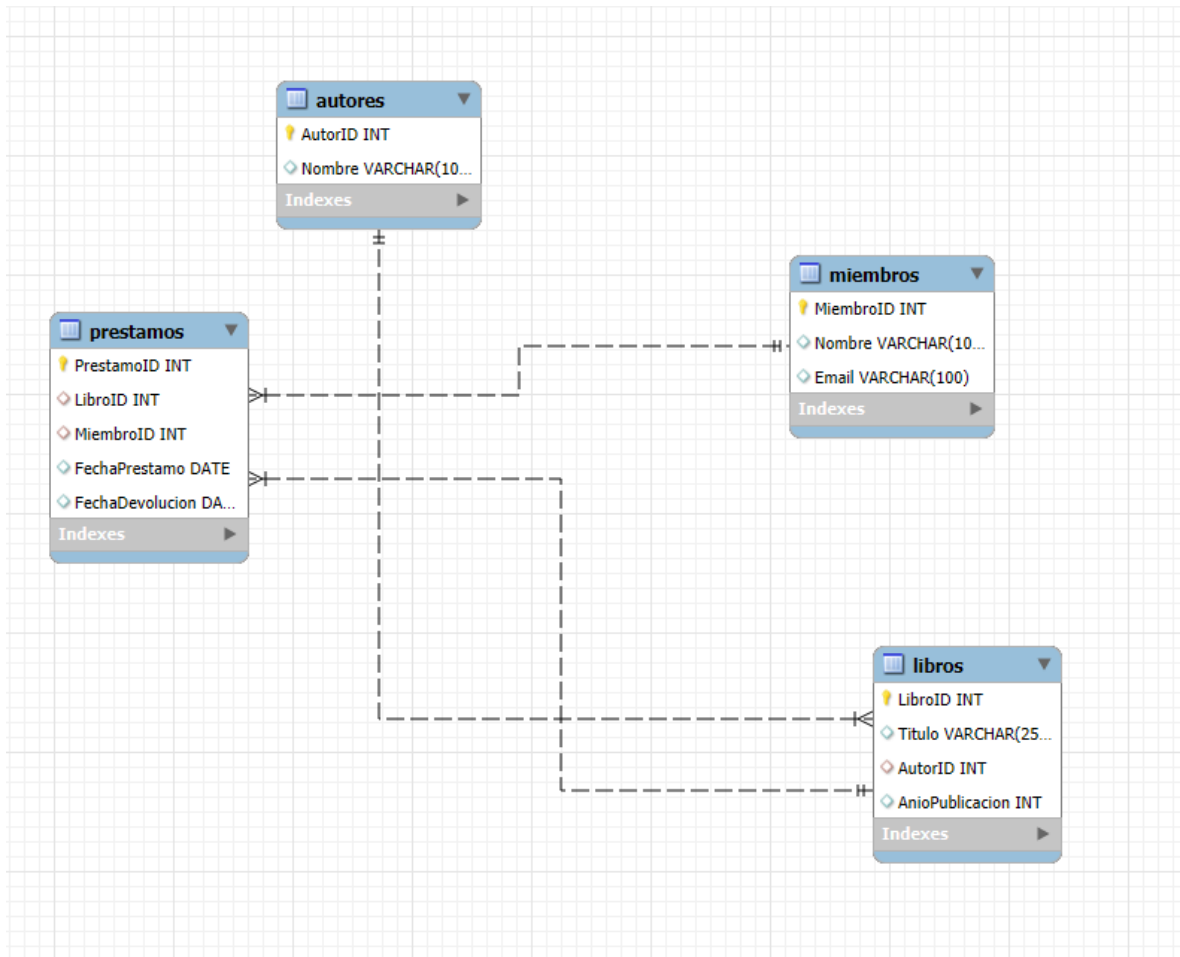 autores
AutorID INT
Nombre VARCHAR(10...
Indexes
miembros
MiembroID INT
Nombre VARCHAR(10...
Email VARCHAR(100)
Indexes
prestamos
PrestamoID INT
LibroID INT
MiembroID INT
FechaPrestamo DATE
FechaDevolucion DA...
Indexes
libros
LibroID INT
Titulo VARCHAR(25...
AutorID INT
AnioPublicacion INT
Indexes